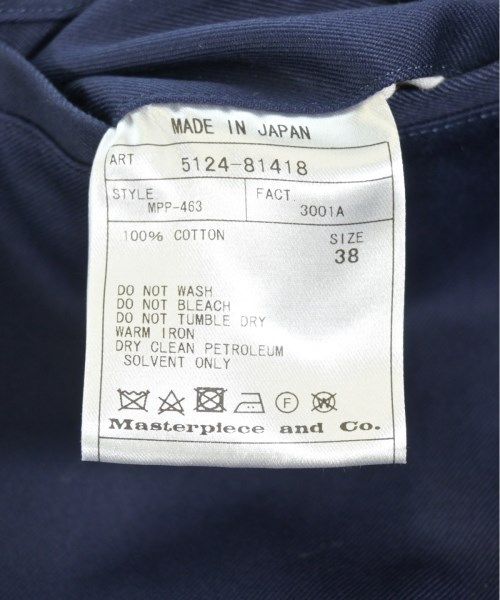 MADE IN JAPAN
ART 5124-81418
STYLE FACT.
MPP-463 3001A
100% COTTON SIZE
38
DO NOT WASH
DO NOT BLEACH
DO NOT TUMBLE DRY
WARM IRON
DRY CLEAN PETROLEUM
SOLVENT ONLY
F W
Masterpiece and Co.